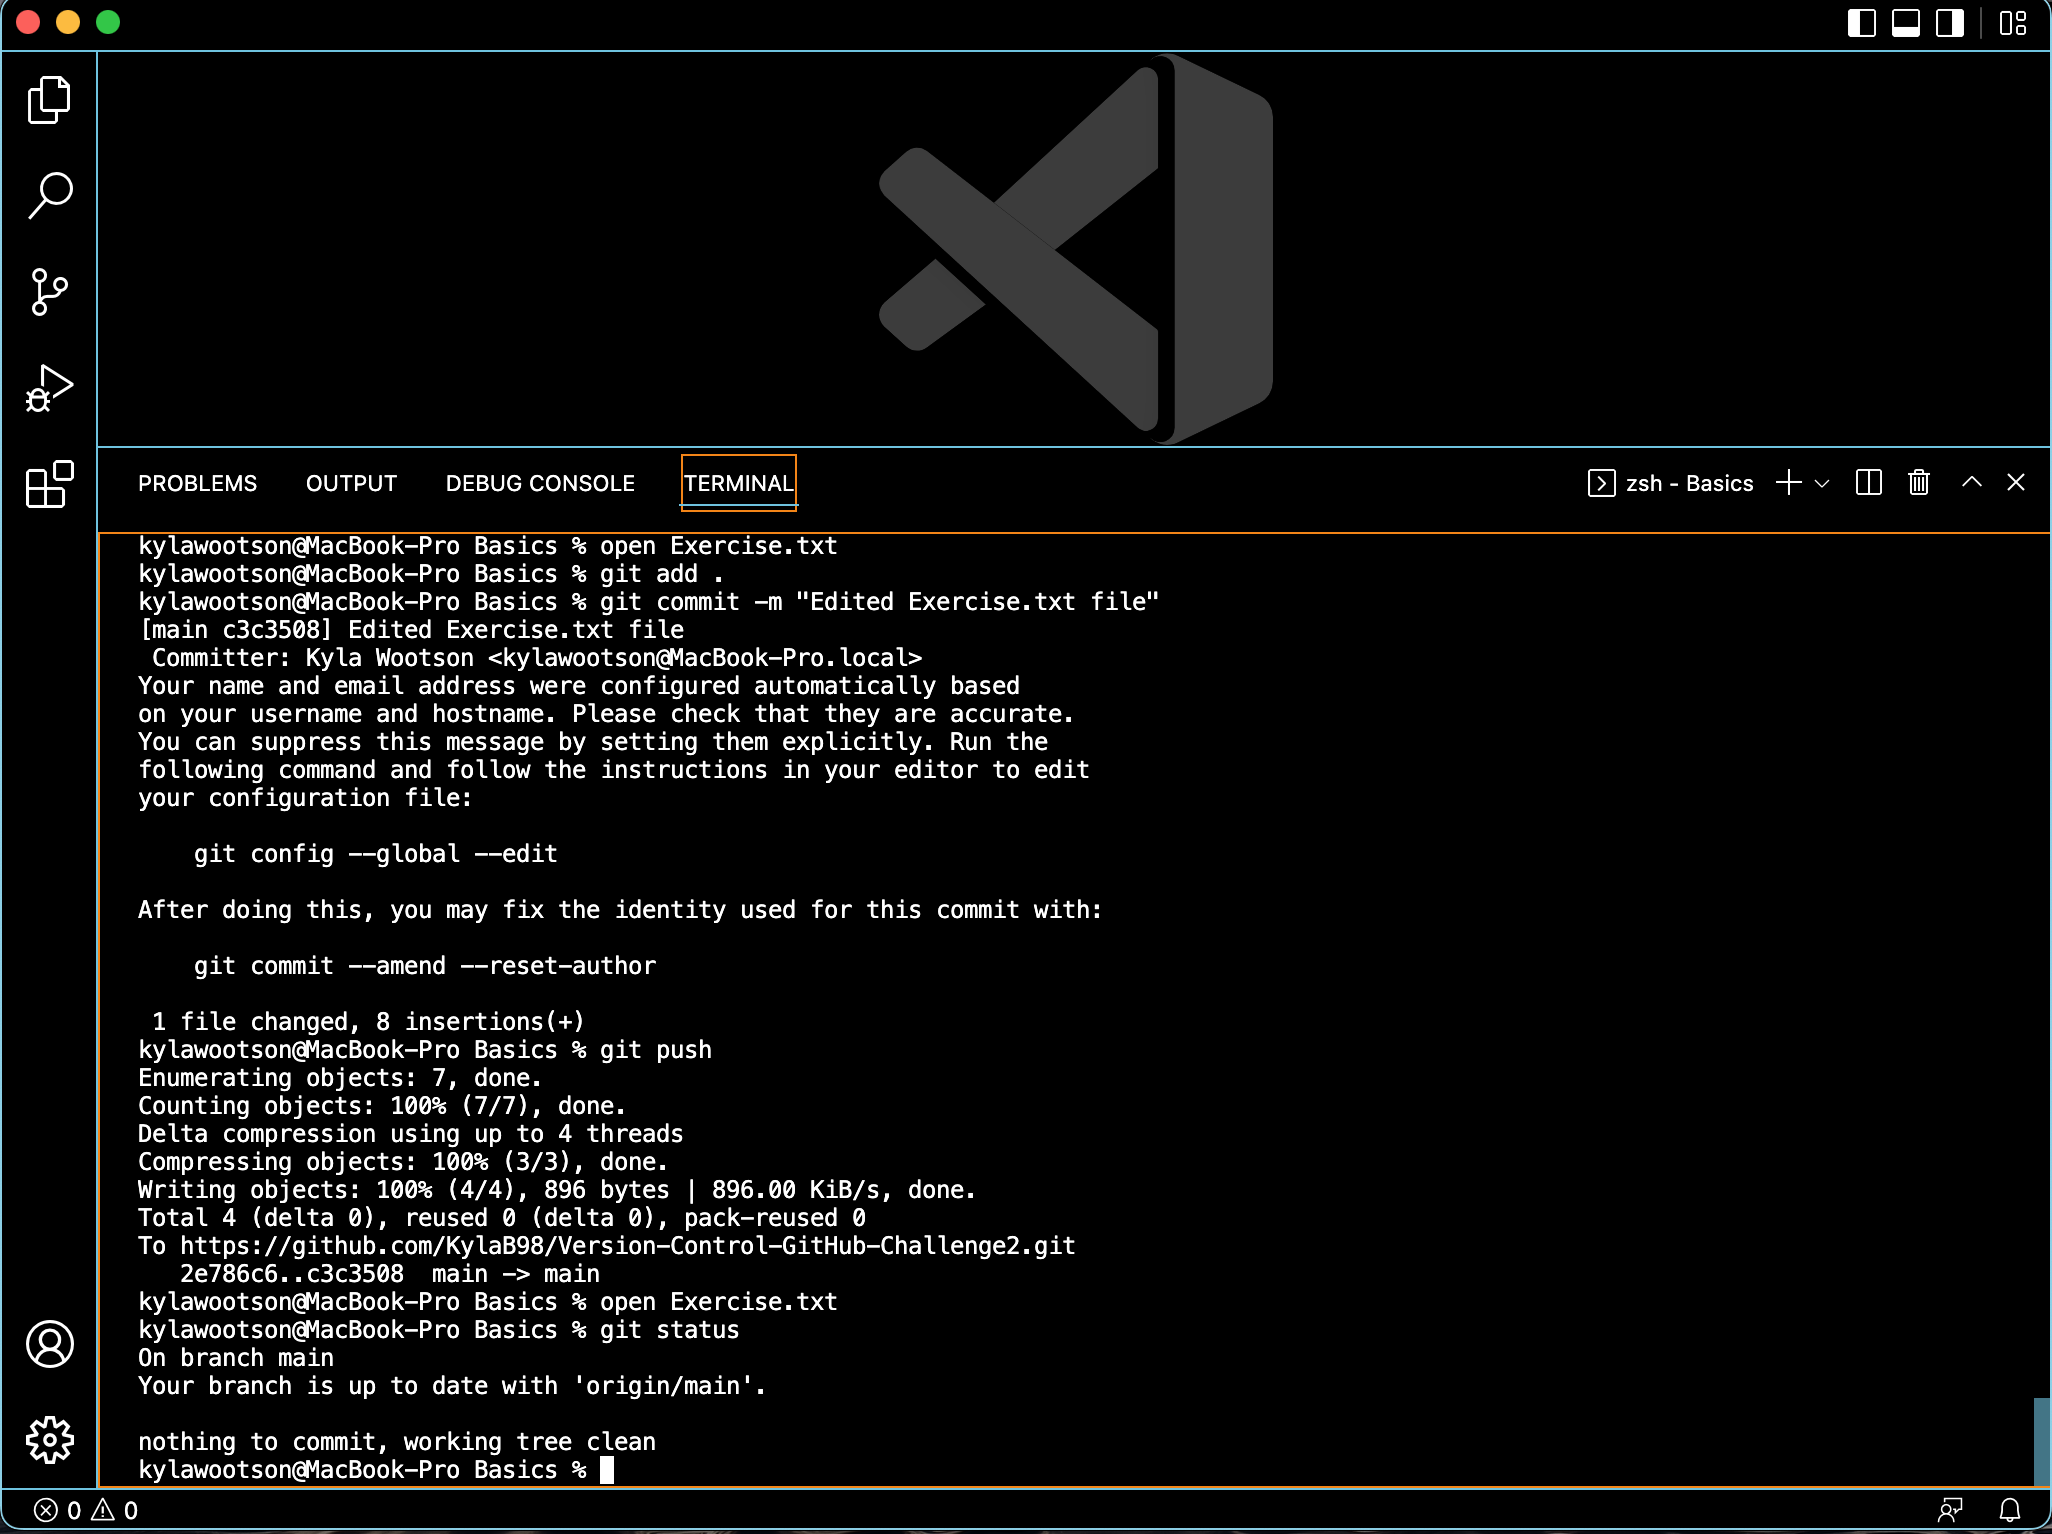 PROBLEMS OUTPUT DEBUG CONSOLE TERMINAL zsh - Basics
kylawootson@MacBook-Pro Basics % open Exercise.txt
kylawootson@MacBook-Pro Basics % git add .
kylawootson@MacBook-Pro Basics % git commit -m "Edited Exercise.txt file"
[main c3c3508] Edited Exercise.txt file
 Committer: Kyla Wootson <kylawootson@MacBook-Pro.local>
Your name and email address were configured automatically based
on your username and hostname. Please check that they are accurate.
You can suppress this message by setting them explicitly. Run the
following command and follow the instructions in your editor to edit
your configuration file:
    git config --global --edit
After doing this, you may fix the identity used for this commit with:
    git commit --amend --reset-author
 1 file changed, 8 insertions(+)
kylawootson@MacBook-Pro Basics % git push
Enumerating objects: 7, done.
Counting objects: 100% (7/7), done.
Delta compression using up to 4 threads
Compressing objects: 100% (3/3), done.
Writing objects: 100% (4/4), 896 bytes | 896.00 KiB/s, done.
Total 4 (delta 0), reused 0 (delta 0), pack-reused 0
To https://github.com/KylaB98/Version-Control-GitHub-Challenge2.git
   2e786c6..c3c3508  main -> main
kylawootson@MacBook-Pro Basics % open Exercise.txt
kylawootson@MacBook-Pro Basics % git status
On branch main
Your branch is up to date with 'origin/main'.
nothing to commit, working tree clean
kylawootson@MacBook-Pro Basics %
0 0